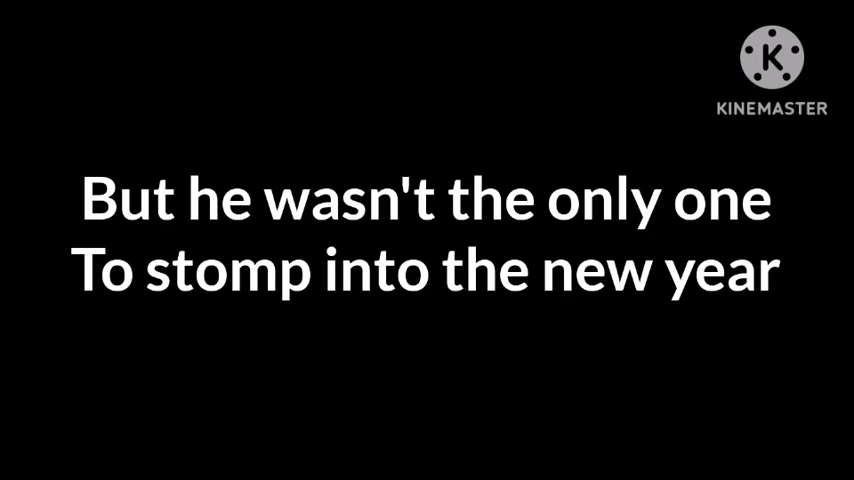 KINEMASTER
But he wasn't the only one
To stomp into the new year